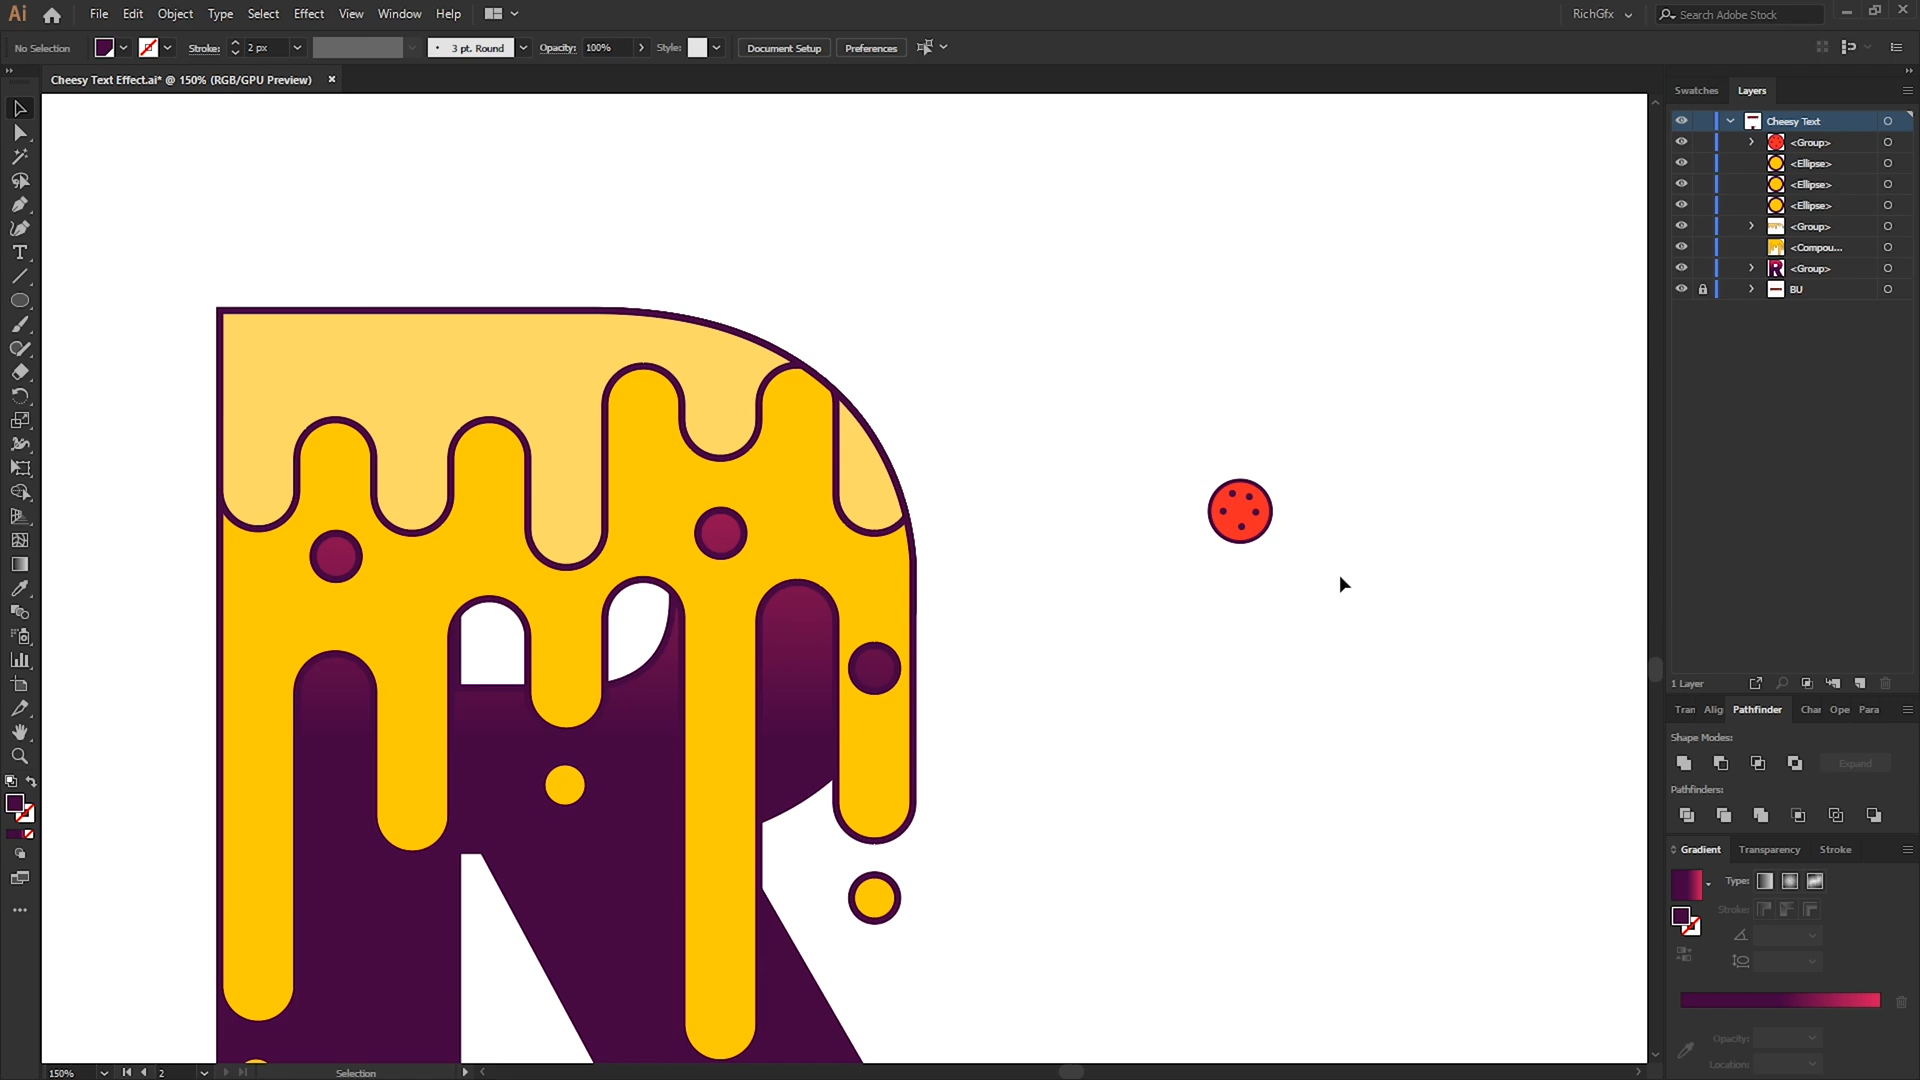 Ai File Edit Object Type Select Effect View Window Help RichGfx Search Adobe Stock
No Selection Stroke: 2 px 3 pt. Round Opacity: 100% Style: Document Setup Preferences
Cheesy Text Effect.ai* @ 150% (RGB/GPU Preview)
Swatches Layers
Cheesy Text
<Group>
<Ellipse>
<Ellipse>
<Ellipse>
<Group>
<Compou...
<Group>
BU
R
1 Layer
Tran Alig Pathfinder Char Ope Para
Shape Modes:
Expand
Pathfinders:
Gradient Transparency Stroke
Type:
Stroke:
Opacity:
Location:
150% 2 Selection